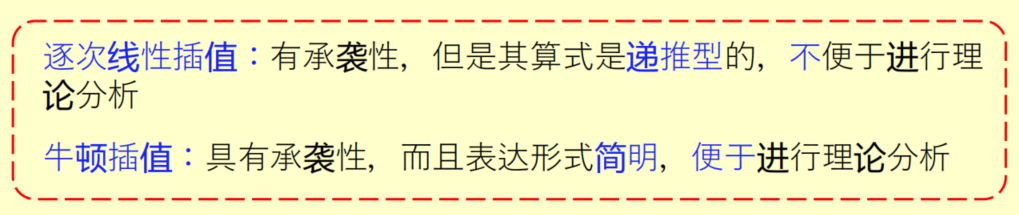 逐次线性插值：有承袭性，但是其算式是递推型的，不便于进行理
论分析
牛顿插值：具有承袭性，而且表达形式简明，便于进行理论分析